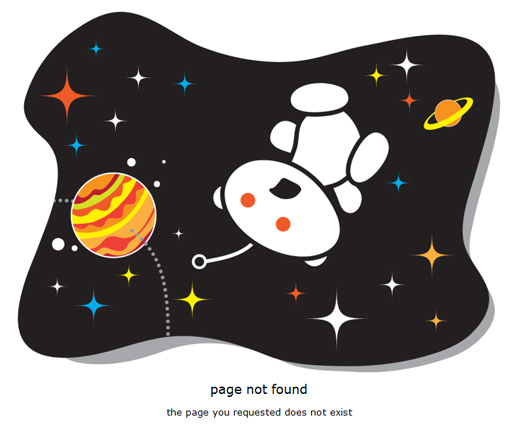 page not found
the page you requested does not exist